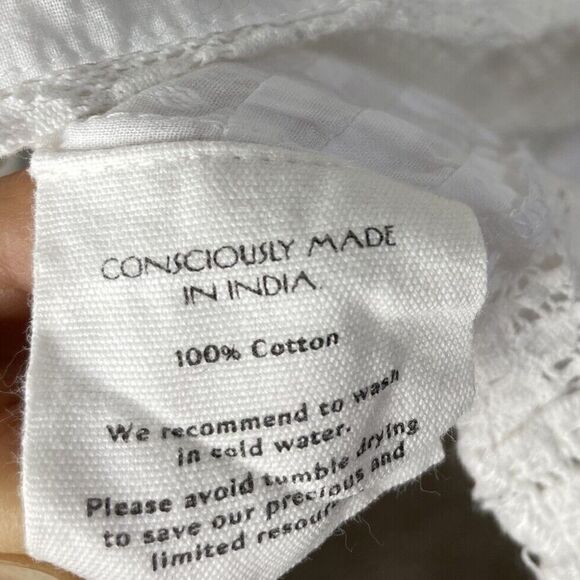 CONSCIOUSLY MADE
IN INDIA.
100% Cotton
We recommend to wash
in cold water.
Please avoid tumble drying
to save our precious and
limited